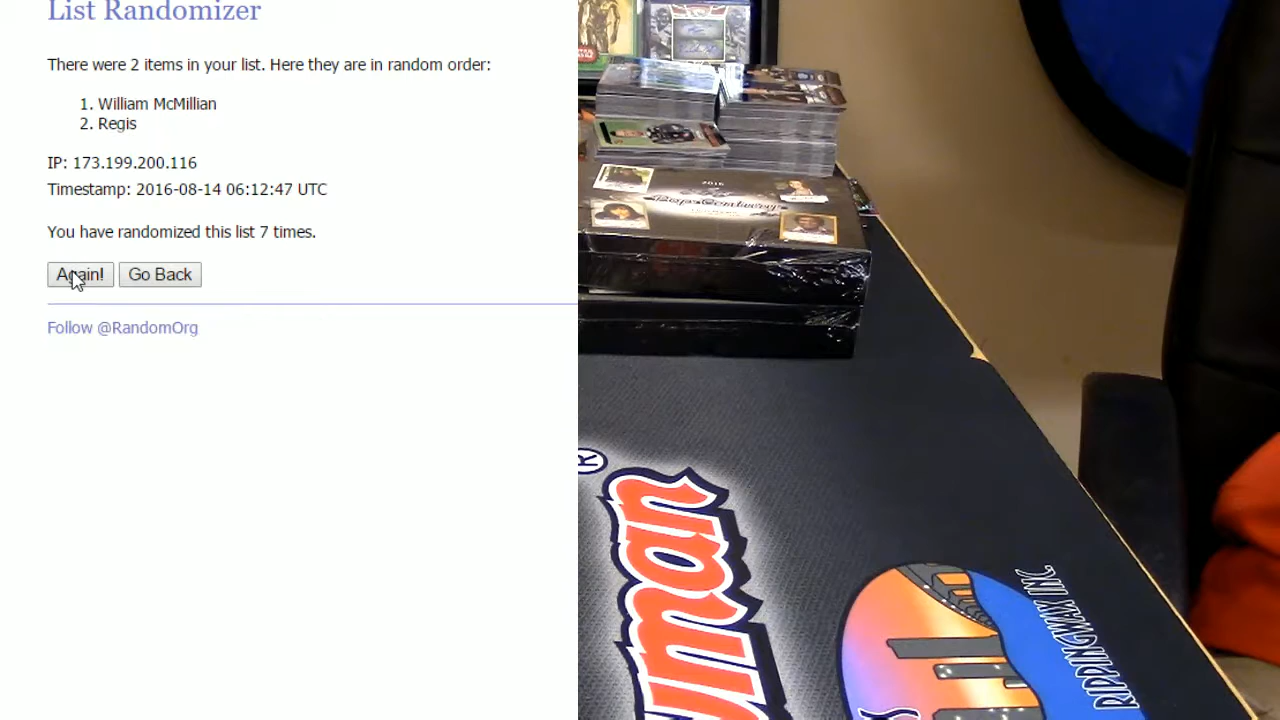 List Randomizer
There were 2 items in your list. Here they are in random order:
1. William McMillian
2. Regis
IP: 173.199.200.116
Timestamp: 2016-08-14 06:12:47 UTC
You have randomized this list 7 times.
Again! Go Back
Follow @RandomOrg
2016
Pop Century
®
RIPPINGWAX INC.